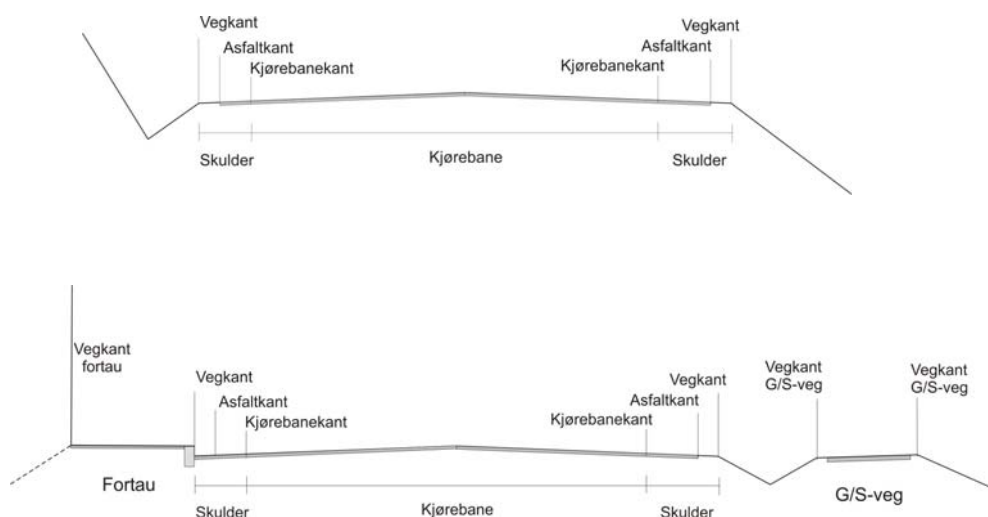 Vegkant
Vegkant
Asfaltkant
Asfaltkant
Kjørebanekant
Kjørebanekant
Skulder
Kjørebane
Skulder
Vegkant
fortau
Vegkant
Vegkant
Vegkant
G/S-veg
Vegkant
G/S-veg
Asfaltkant
Asfaltkant
Kjørebanekant
Kjørebanekant
Fortau
G/S-veg
Skulder
Kjørebane
Skulder